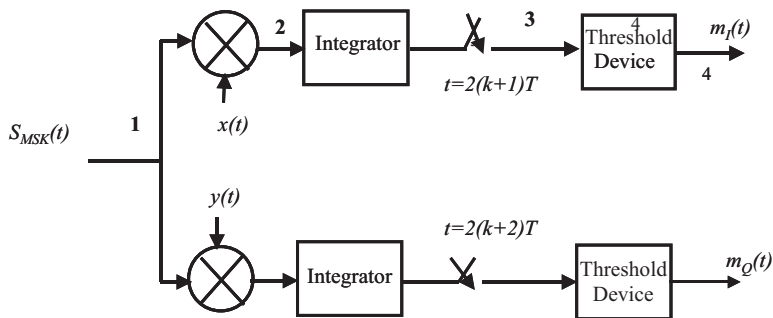 1
2
Integrator
3
t=2(k+1)T
4
Threshold
Device
m_I(t)
4
x(t)
S_MSK(t)
y(t)
Integrator
t=2(k+2)T
Threshold
Device
m_Q(t)